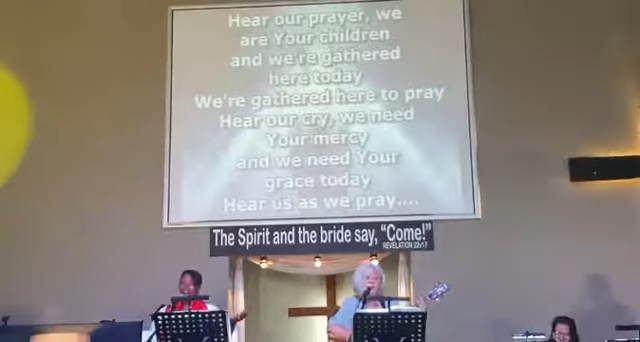 Hear our prayer, we
are Your children
and we're gathered
here today
We're gathered here to pray
Hear our cry, we need
Your mercy
and we need Your
grace today
Hear us as we pray....
The Spirit and the bride say, "Come!"
REVELATION 22v17